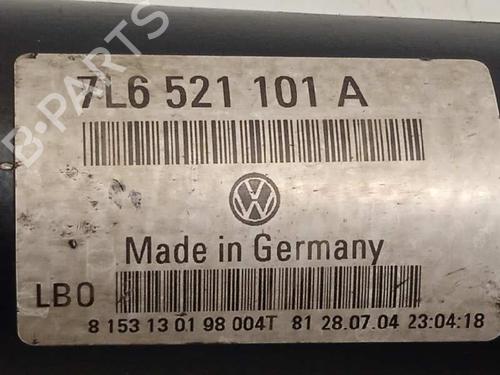 7L6 521 101 A
Made in Germany
LBO
8 153 13 01 98 004T 81 28.07.04 23:04:18
B-PARTS